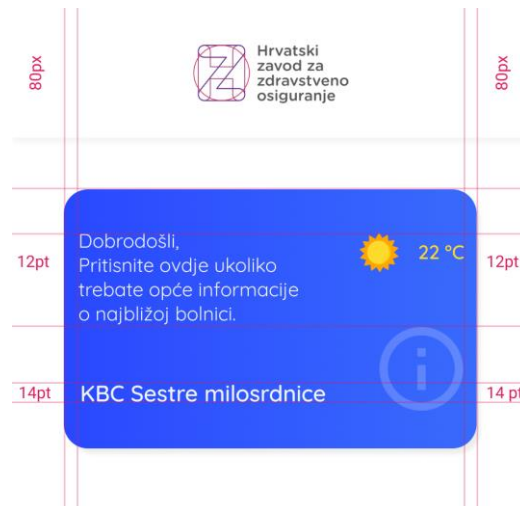 80px
80px
Hrvatski
zavod za
zdravstveno
osiguranje
Dobrodošli,
Pritisnite ovdje ukoliko
trebate opće informacije
o najbližoj bolnici.
22 °C
12pt
12pt
KBC Sestre milosrdnice
14pt
14 pt